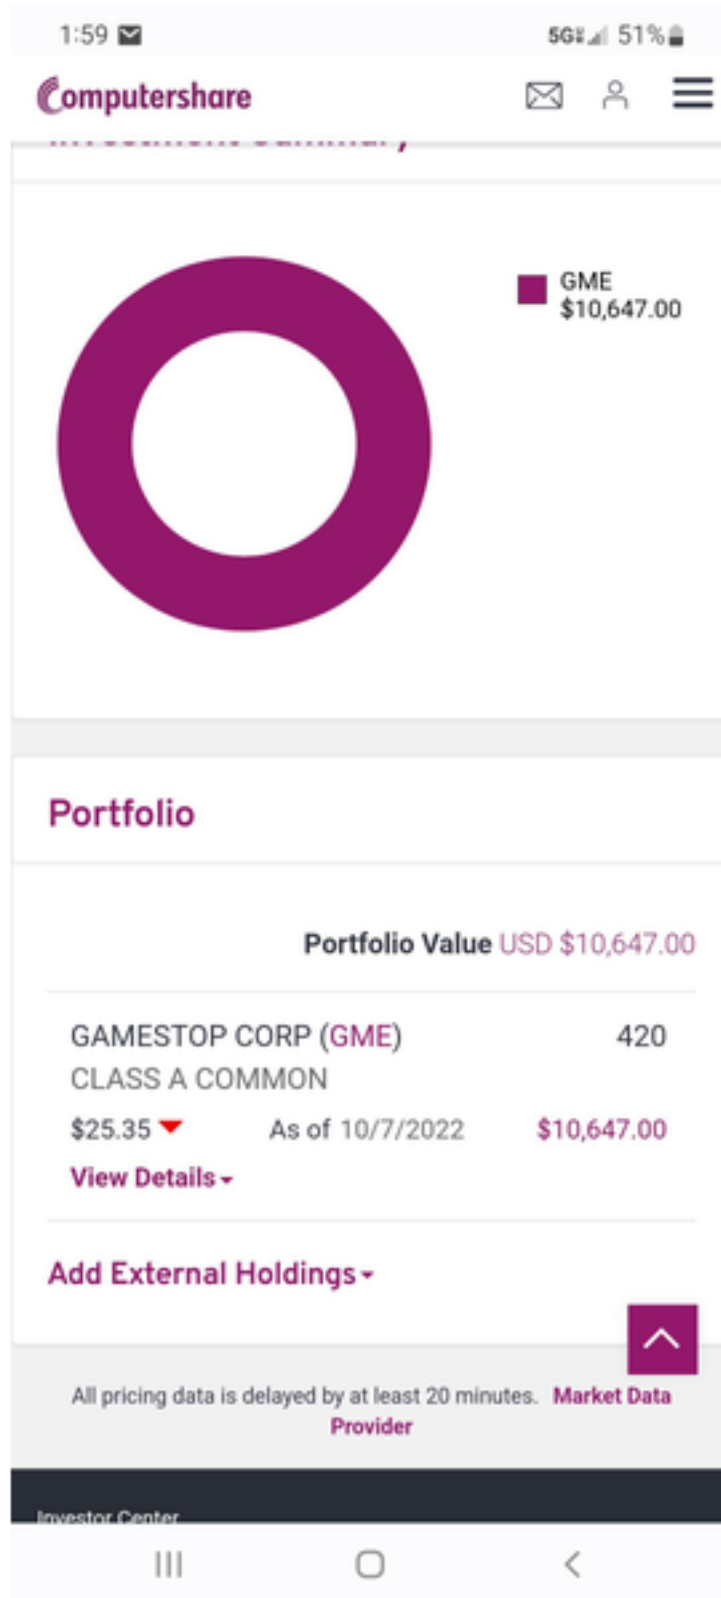 1:59
5G 51%
Computershare
Investment Summary
GME
$10,647.00
Portfolio
Portfolio Value USD $10,647.00
GAMESTOP CORP (GME) 420
CLASS A COMMON
$25.35 As of 10/7/2022 $10,647.00
View Details
Add External Holdings
All pricing data is delayed by at least 20 minutes. Market Data
Provider
Investor Center